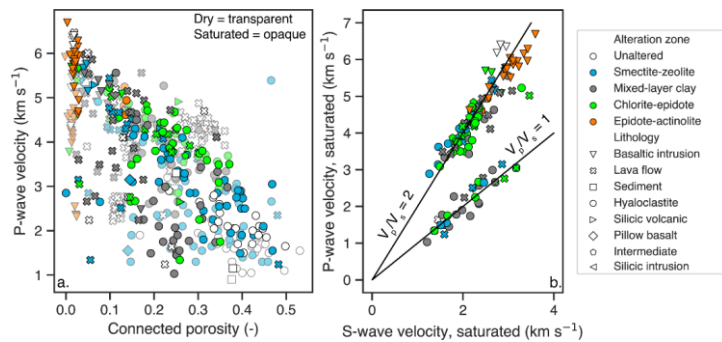 Dry = transparent
Saturated = opaque
P-wave velocity (km s⁻¹)
7
6
5
4
3
2
1
a.
0.0 0.1 0.2 0.3 0.4 0.5
Connected porosity (-)
P-wave velocity, saturated (km s⁻¹)
7
6
5
4
3
2
1
0
Vp/Vs = 2
Vp/Vs = 1
b.
0 2 4
S-wave velocity, saturated (km s⁻¹)
Alteration zone
Unaltered
Smectite-zeolite
Mixed-layer clay
Chlorite-epidote
Epidote-actinolite
Lithology
Basaltic intrusion
Lava flow
Sediment
Hyaloclastite
Silicic volcanic
Pillow basalt
Intermediate
Silicic intrusion